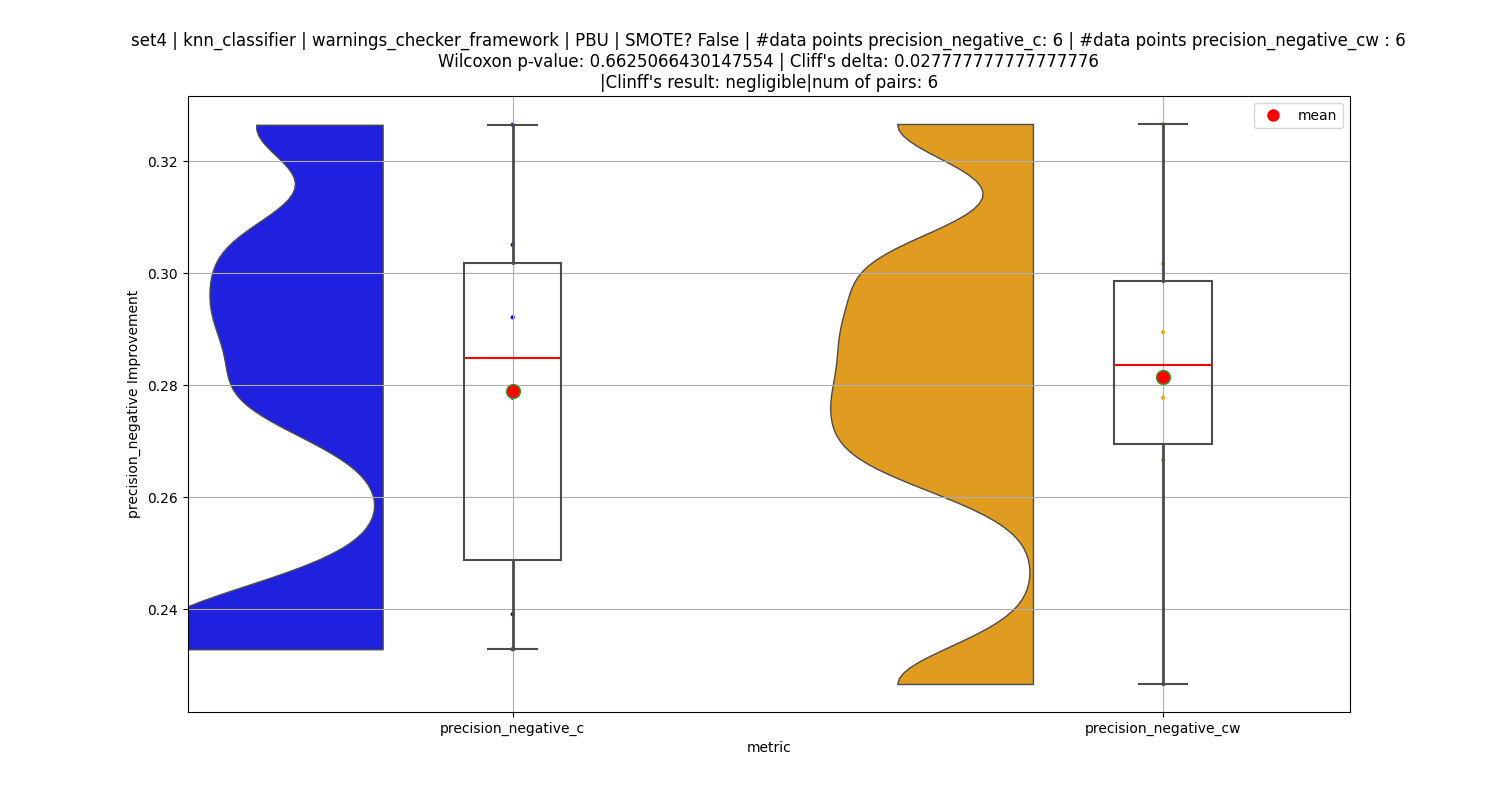 set4 | knn_classifier | warnings_checker_framework | PBU | SMOTE? False | #data points precision_negative_c: 6 | #data points precision_negative_cw : 6
Wilcoxon p-value: 0.6625066430147554 | Cliff's delta: 0.027777777777777776
|Clinff's result: negligible|num of pairs: 6
mean
0.32
0.30
0.28
0.26
0.24
precision_negative Improvement
precision_negative_c
precision_negative_cw
metric